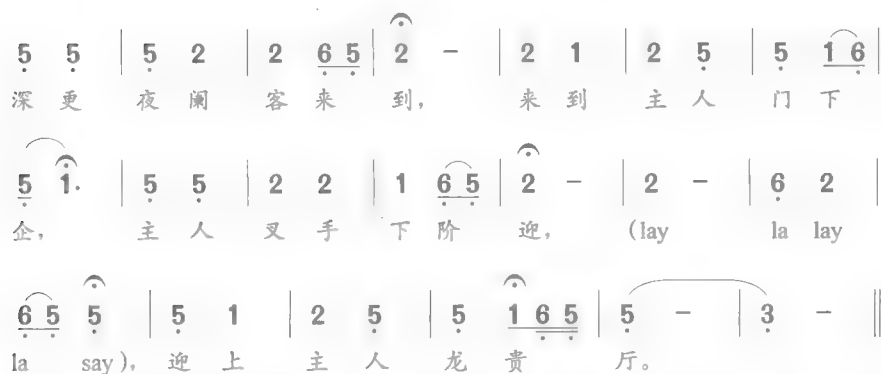 5 5 | 5 2 | 2 6 5 | 2 - | 2 1 | 2 5 | 5 1 6 |
深 更 夜 阑 客 来 到, 来 到 主 人 门 下
5 1· | 5 5 | 2 2 | 1 6 5 | 2 - | 2 - | 6 2 |
企, 主 人 叉 手 下 阶 迎, (lay la lay
6 5 5 | 5 1 | 2 5 | 5 1 6 5 | 5 - | 3 - ||
la say), 迎 上 主 人 龙 贵 厅。